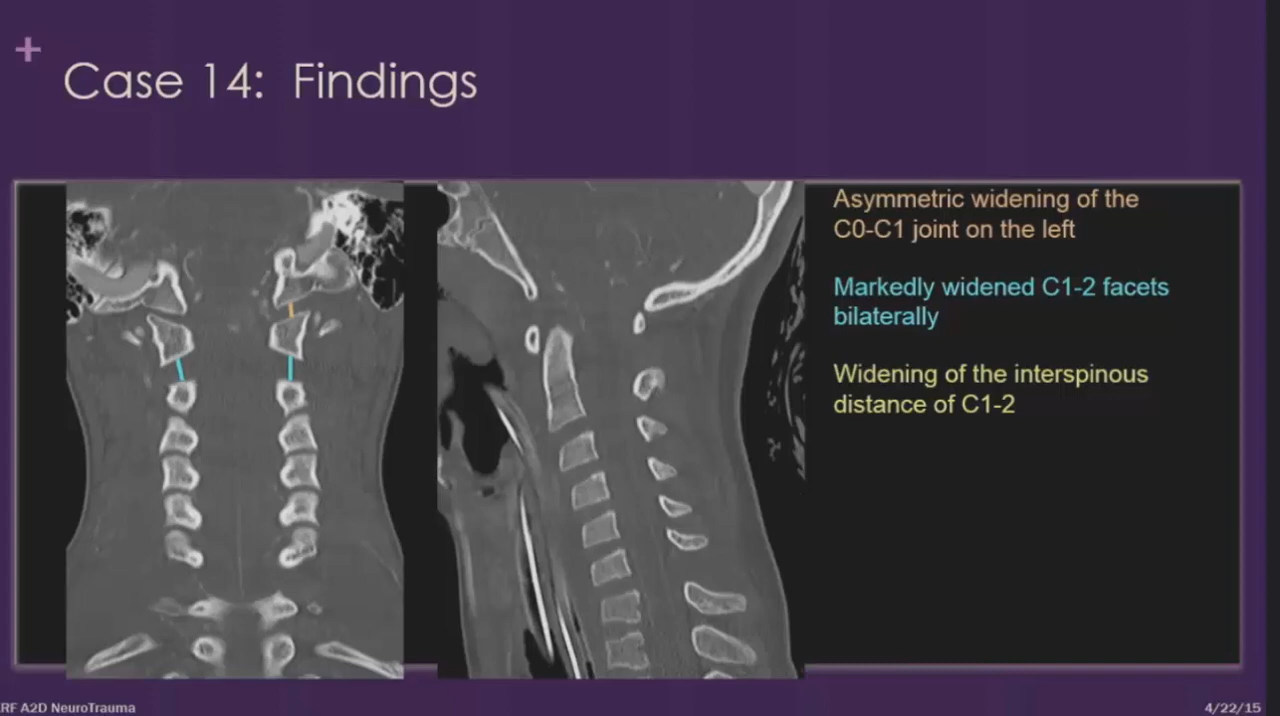 +
Case 14: Findings
Asymmetric widening of the
C0-C1 joint on the left
Markedly widened C1-2 facets
bilaterally
Widening of the interspinous
distance of C1-2
RF A2D NeuroTrauma
4/22/15